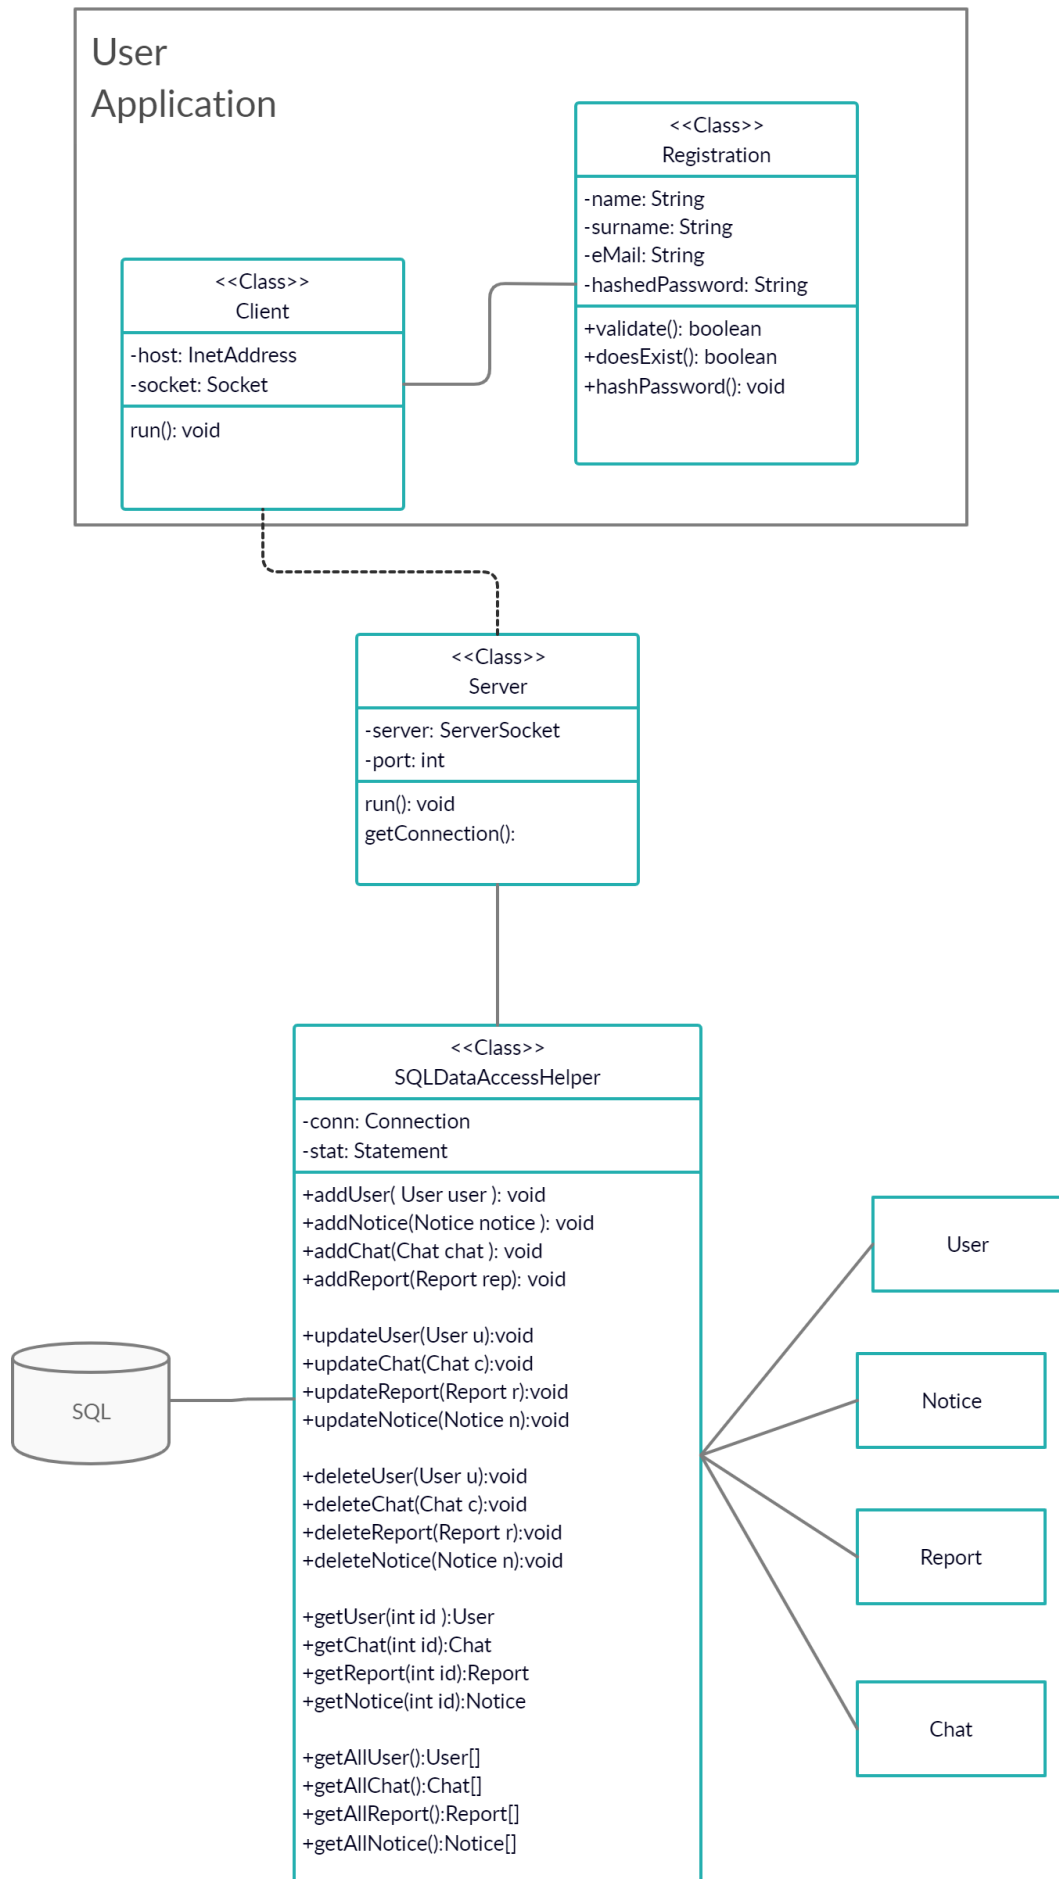 User
Application
<<Class>>
Registration
-name: String
-surname: String
-eMail: String
-hashedPassword: String
+validate(): boolean
+doesExist(): boolean
+hashPassword(): void
<<Class>>
Client
-host: InetAddress
-socket: Socket
run(): void
<<Class>>
Server
-server: ServerSocket
-port: int
run(): void
getConnection():
<<Class>>
SQLDataAccessHelper
-conn: Connection
-stat: Statement
+addUser( User user ): void
+addNotice(Notice notice ): void
+addChat(Chat chat ): void
+addReport(Report rep): void
+updateUser(User u):void
+updateChat(Chat c):void
+updateReport(Report r):void
+updateNotice(Notice n):void
+deleteUser(User u):void
+deleteChat(Chat c):void
+deleteReport(Report r):void
+deleteNotice(Notice n):void
+getUser(int id ):User
+getChat(int id):Chat
+getReport(int id):Report
+getNotice(int id):Notice
+getAllUser():User[]
+getAllChat():Chat[]
+getAllReport():Report[]
+getAllNotice():Notice[]
SQL
User
Notice
Report
Chat